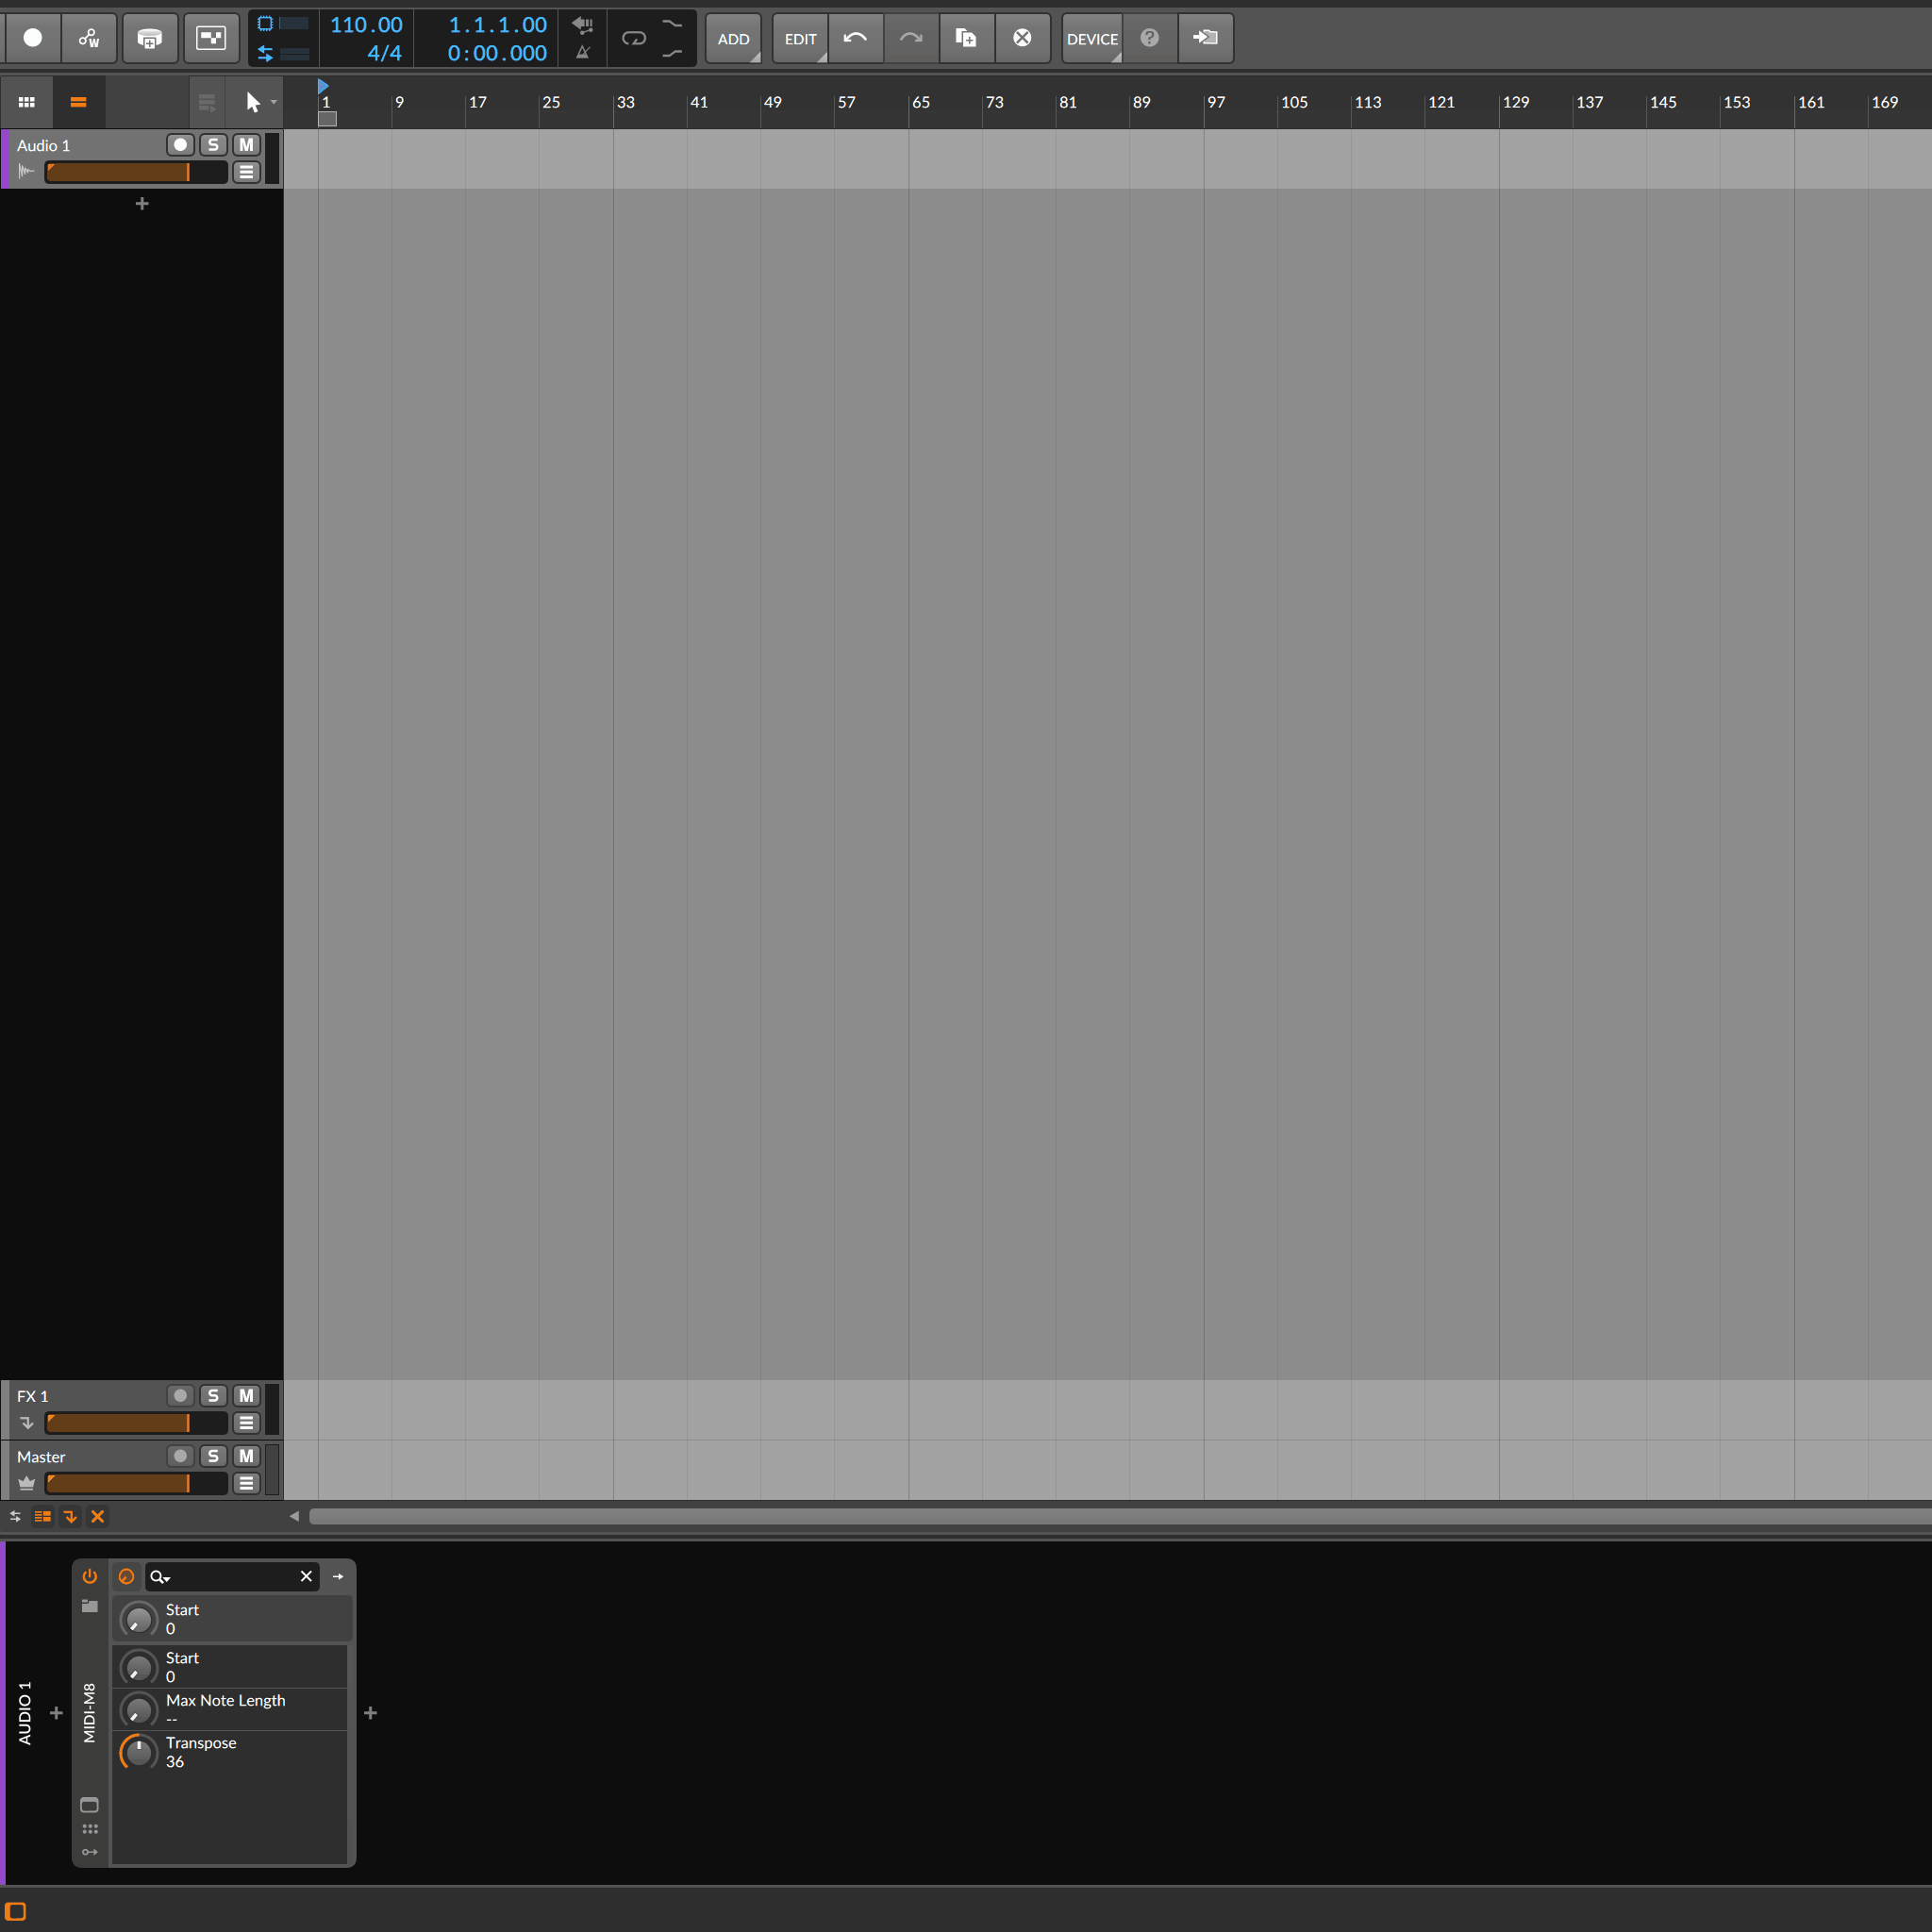 W 110.00 1.1.1.00 ADD EDIT DEVICE ?
4/4 0:00.000
1 9 17 25 33 41 49 57 65 73 81 89 97 105 113 121 129 137 145 153 161 169
Audio 1 S M
+
FX 1 S M
Master S M
AUDIO 1
+
MIDI-M8
Start
0
Start
0
Max Note Length
--
Transpose
36
+